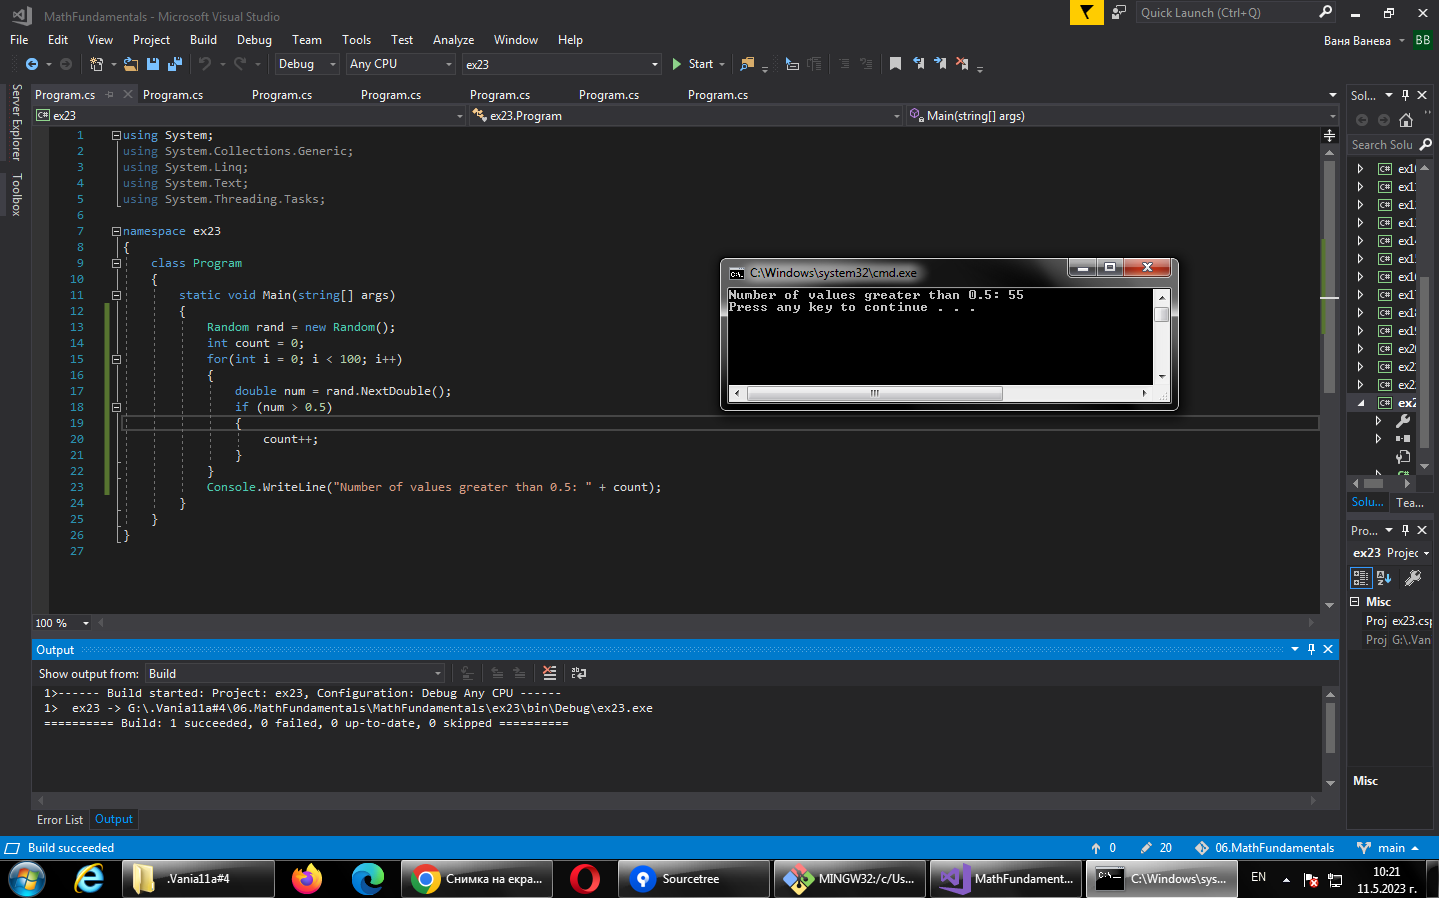 MathFundamentals - Microsoft Visual Studio
Quick Launch (Ctrl+Q)
File Edit View Project Build Debug Team Tools Test Analyze Window Help
Ваня Ванева
ВВ
Debug Any CPU ex23 Start
Server Explorer
Toolbox
Program.cs Program.cs Program.cs Program.cs Program.cs Program.cs Program.cs
C# ex23 ex23.Program Main(string[] args)
1 using System;
2 using System.Collections.Generic;
3 using System.Linq;
4 using System.Text;
5 using System.Threading.Tasks;
6
7 namespace ex23
8 {
9 class Program
10 {
11 static void Main(string[] args)
12 {
13 Random rand = new Random();
14 int count = 0;
15 for(int i = 0; i < 100; i++)
16 {
17 double num = rand.NextDouble();
18 if (num > 0.5)
19 {
20 count++;
21 }
22 }
23 Console.WriteLine("Number of values greater than 0.5: " + count);
24 }
25 }
26 }
27
100 %
C:\Windows\system32\cmd.exe
Number of values greater than 0.5: 55
Press any key to continue . . .
Sol...
Search Solu
C# ex10
C# ex1
C# ex12
C# ex13
C# ex14
C# ex1
C# ex16
C# ex17
C# ex18
C# ex19
C# ex20
C# ex2
C# ex2
C# ex2
Solu... Tea...
Pro...
ex23 Projec
Misc
Proj ex23.csp
Proj G:\.Van
Misc
Output
Show output from: Build
1>------ Build started: Project: ex23, Configuration: Debug Any CPU ------
1> ex23 -> G:\.Vania11a#4\06.MathFundamentals\MathFundamentals\ex23\bin\Debug\ex23.exe
========== Build: 1 succeeded, 0 failed, 0 up-to-date, 0 skipped ==========
Error List Output
Build succeeded
0 20 06.MathFundamentals main
.Vania11a#4
Снимка на екра...
Sourcetree
MINGW32:/c/Us...
MathFundament...
C:\Windows\sys...
EN
10:21
11.5.2023 г.